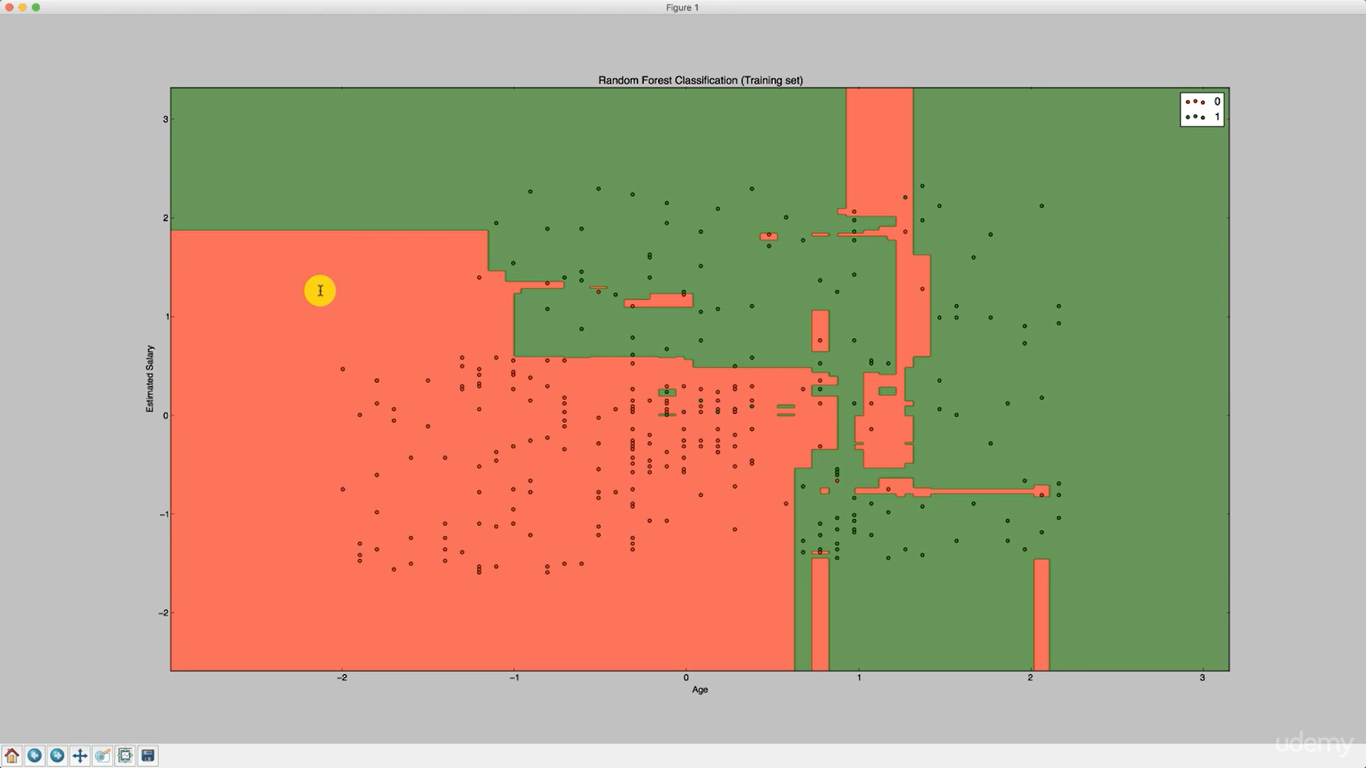 Figure 1
Random Forest Classification (Training set)
0
1
3
2
1
0
−1
−2
Estimated Salary
−2
−1
0
1
2
3
Age
udemy